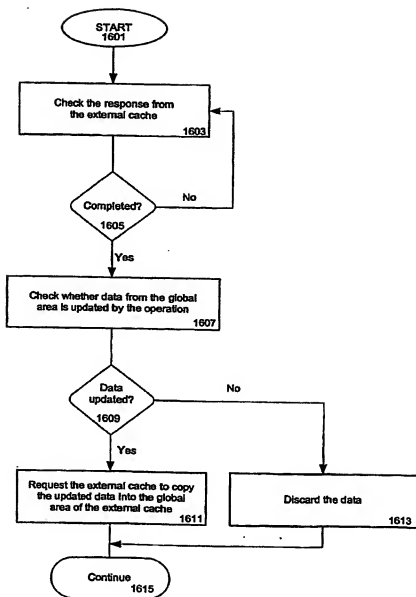 START
1601
Check the response from
the external cache
1603
No
Completed?
1605
Yes
Check whether data from the global
area is updated by the operation
1607
No
Data
updated?
1609
Yes
Request the external cache to copy
the updated data into the global
area of the external cache
1611
Discard the data
1613
Continue
1615